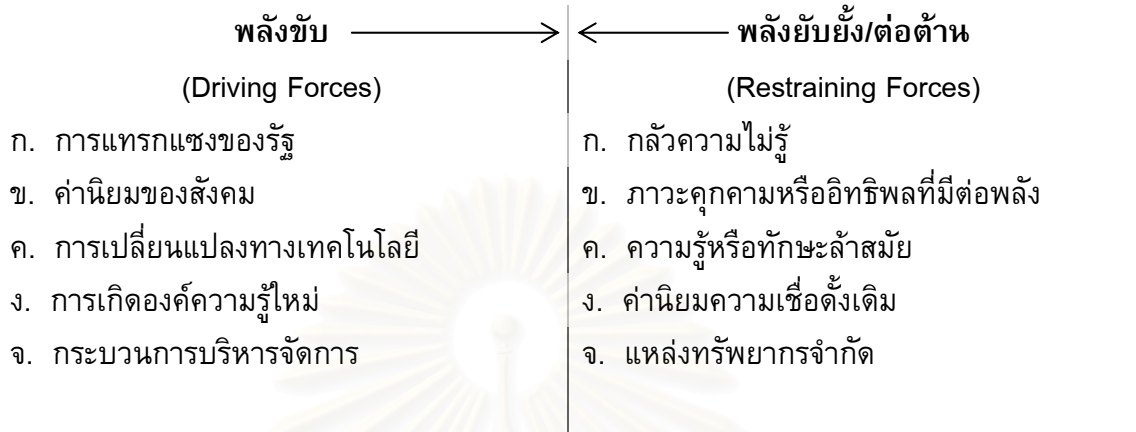 พลังขับ
(Driving Forces)
ก. การแทรกแซงของรัฐ
ข. ค่านิยมของสังคม
ค. การเปลี่ยนแปลงทางเทคโนโลยี
ง. การเกิดองค์ความรู้ใหม่
จ. กระบวนการบริหารจัดการ
พลังยับยั้ง/ต่อต้าน
(Restraining Forces)
ก. กลัวความไม่รู้
ข. ภาวะคุกคามหรืออิทธิพลที่มีต่อพลัง
ค. ความรู้หรือทักษะล้าสมัย
ง. ค่านิยมความเชื่อดั้งเดิม
จ. แหล่งทรัพยากรจำกัด